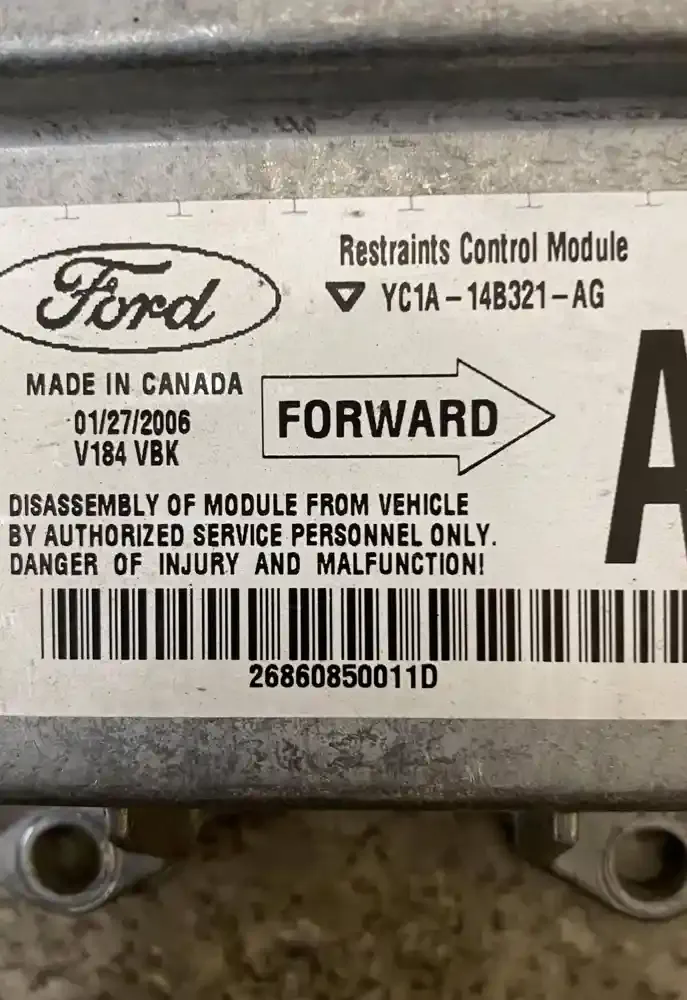 Ford
Restraints Control Module
YC1A-14B321-AG
MADE IN CANADA
01/27/2006
V184 VBK
FORWARD
A
DISASSEMBLY OF MODULE FROM VEHICLE
BY AUTHORIZED SERVICE PERSONNEL ONLY.
DANGER OF INJURY AND MALFUNCTION!
26860850011D